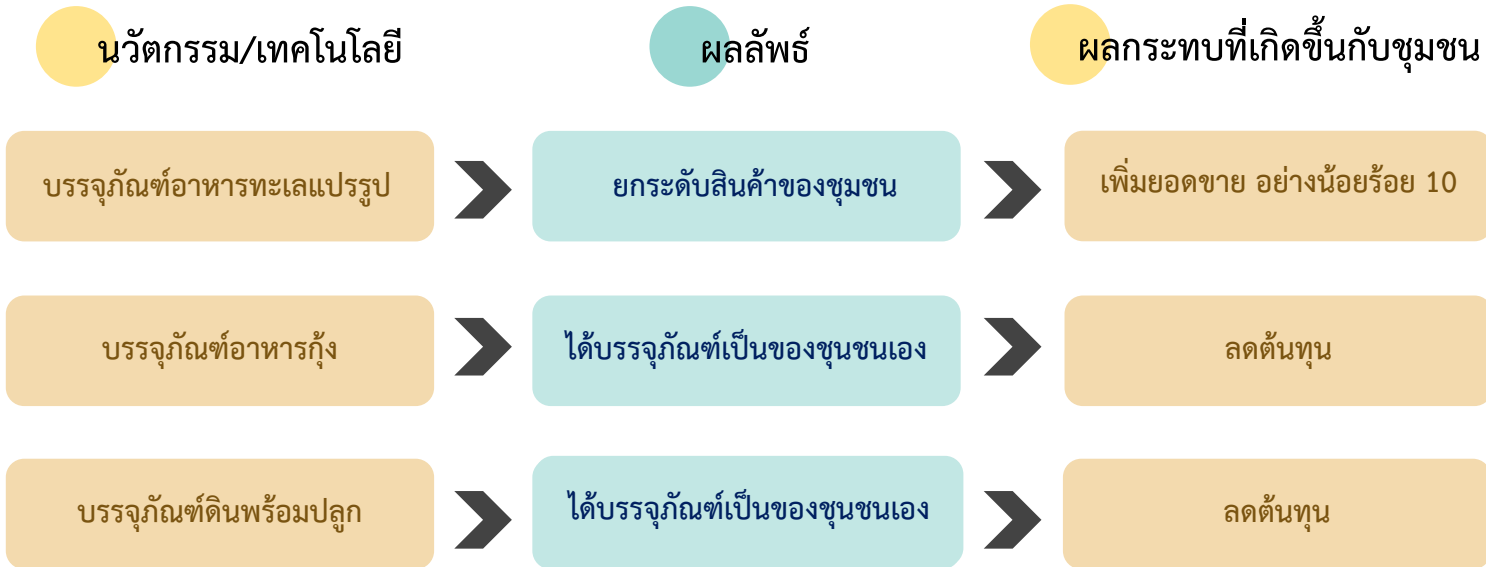 นวัตกรรม/เทคโนโลยี
ผลลัพธ์
ผลกระทบที่เกิดขึ้นกับชุมชน
บรรจุภัณฑ์อาหารทะเลแปรรูป
ยกระดับสินค้าของชุมชน
เพิ่มยอดขาย อย่างน้อยร้อย 10
บรรจุภัณฑ์อาหารกุ้ง
ได้บรรจุภัณฑ์เป็นของชุนชนเอง
ลดต้นทุน
บรรจุภัณฑ์ดินพร้อมปลูก
ได้บรรจุภัณฑ์เป็นของชุนชนเอง
ลดต้นทุน